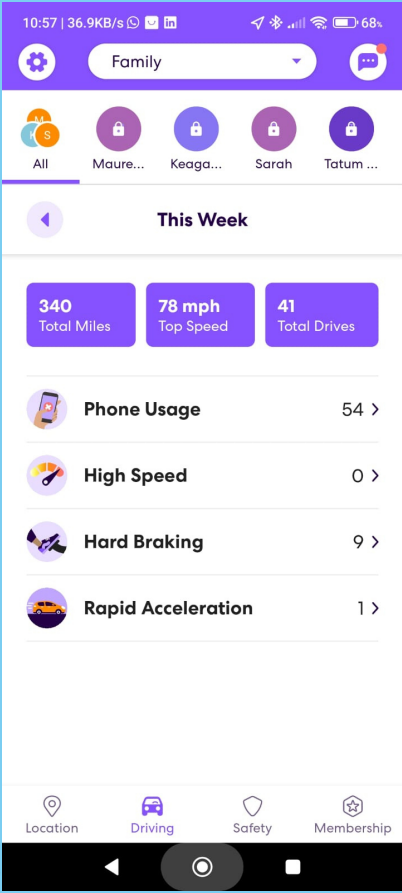 10:57 | 36.9KB/s 68%
Family
M
K S
All
Maure...
Keaga...
Sarah
Tatum ...
This Week
340
Total Miles
78 mph
Top Speed
41
Total Drives
Phone Usage 54
High Speed 0
Hard Braking 9
Rapid Acceleration 1
Location
Driving
Safety
Membership